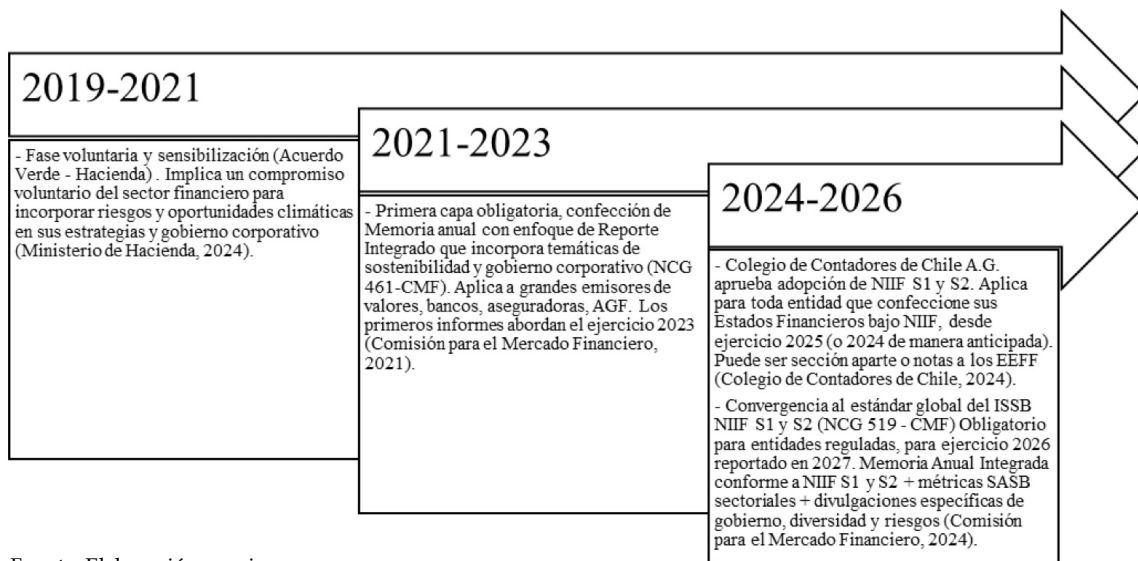 2019-2021
- Fase voluntaria y sensibilización (Acuerdo
Verde - Hacienda) . Implica un compromiso
voluntario del sector financiero para
incorporar riesgos y oportunidades climáticas
en sus estrategias y gobierno corporativo
(Ministerio de Hacienda, 2024).
2021-2023
- Primera capa obligatoria, confección de
Memoria anual con enfoque de Reporte
Integrado que incorpora temáticas de
sostenibilidad y gobierno corporativo (NCG
461-CMF). Aplica a grandes emisores de
valores, bancos, aseguradoras, AGF. Los
primeros informes abordan el ejercicio 2023
(Comisión para el Mercado Financiero,
2021).
2024-2026
- Colegio de Contadores de Chile A.G.
aprueba adopción de NIIF S1 y S2. Aplica
para toda entidad que confeccione sus
Estados Financieros bajo NIIF, desde
ejercicio 2025 (o 2024 de manera anticipada).
Puede ser sección aparte o notas a los EEFF
(Colegio de Contadores de Chile, 2024).
- Convergencia al estándar global del ISSB
NIIF S1 y S2 (NCG 519 - CMF) Obligatorio
para entidades reguladas, para ejercicio 2026
reportado en 2027. Memoria Anual Integrada
conforme a NIIF S1 y S2 + métricas SASB
sectoriales + divulgaciones específicas de
gobierno, diversidad y riesgos (Comisión
para el Mercado Financiero, 2024).